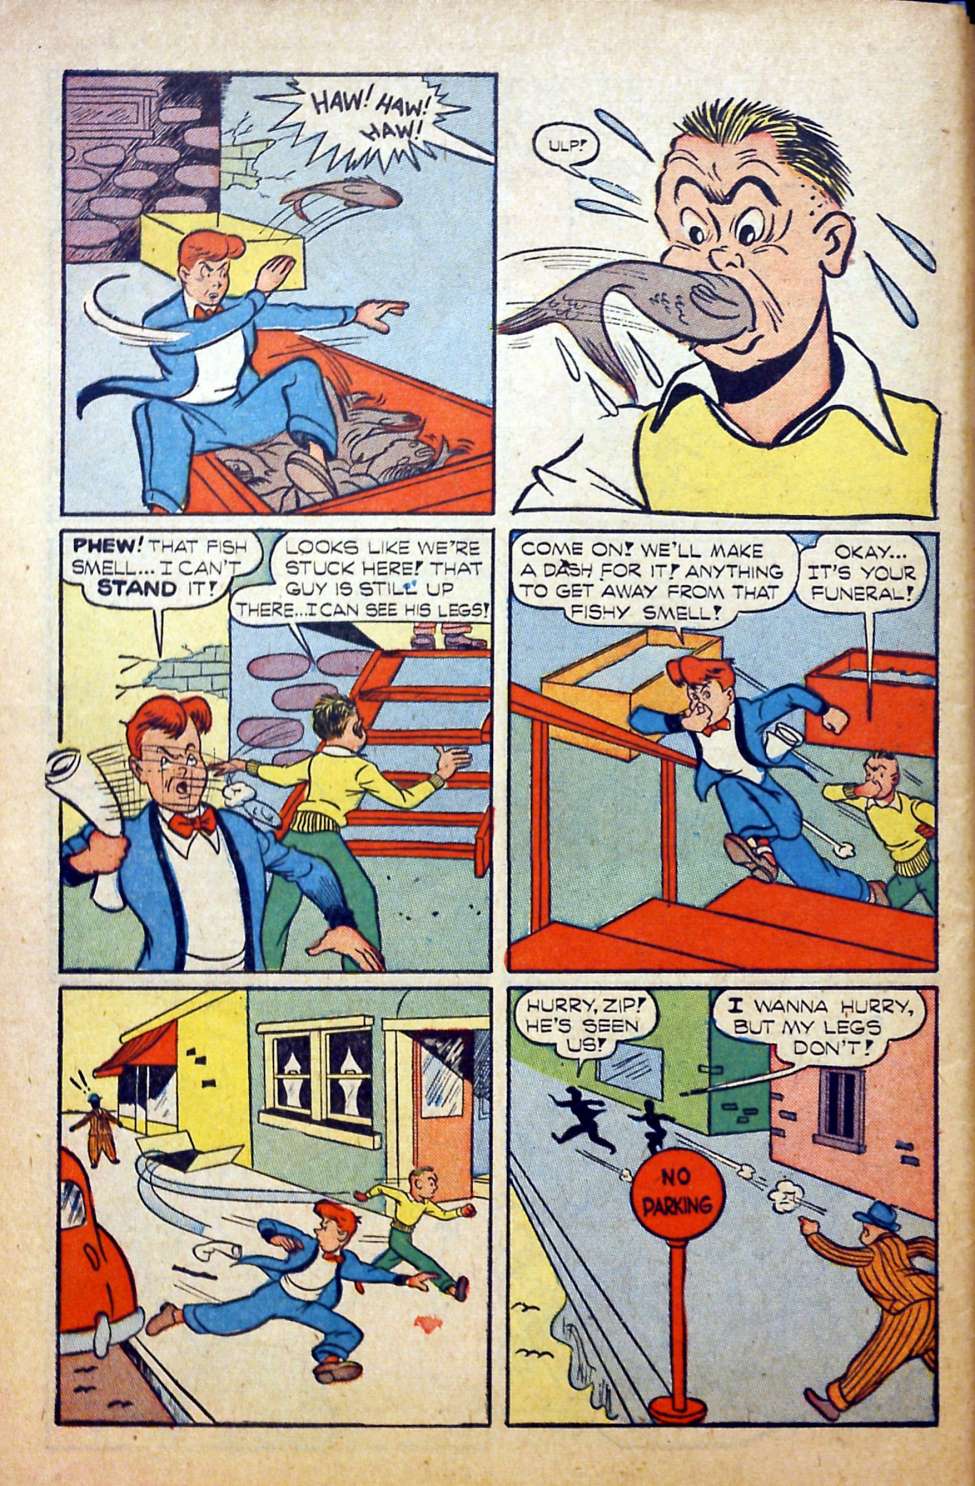 HAW! HAW!
HAW!
ULP!
PHEW! THAT FISH
SMELL... I CAN'T
STAND IT!
LOOKS LIKE WE'RE
STUCK HERE! THAT
GUY IS STILL UP
THERE...I CAN SEE HIS LEGS!
COME ON! WE'LL MAKE
A DASH FOR IT! ANYTHING
TO GET AWAY FROM THAT
FISHY SMELL!
OKAY...
IT'S YOUR
FUNERAL!
!!
HURRY, ZIP!
HE'S SEEN
US!
I WANNA HURRY,
BUT MY LEGS
DON'T!
NO
PARKING